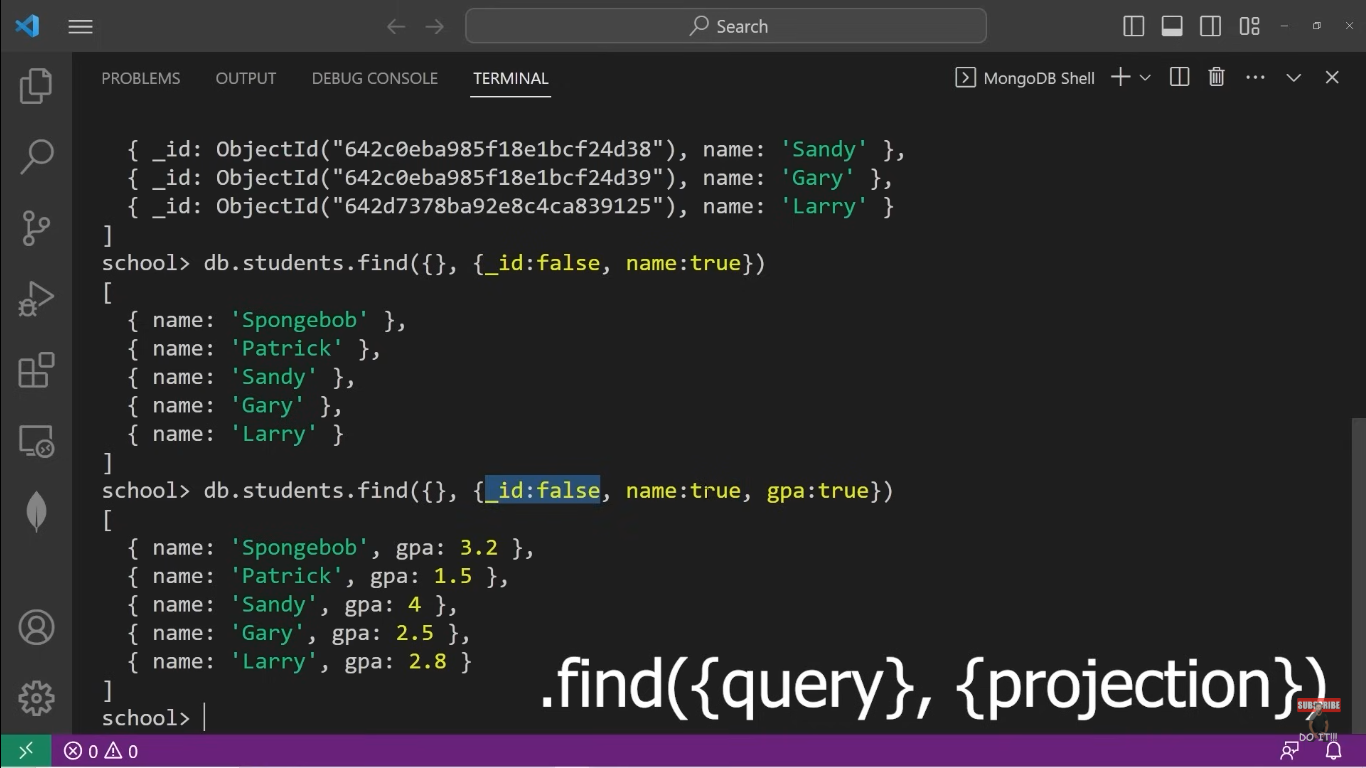 Search
PROBLEMS OUTPUT DEBUG CONSOLE TERMINAL MongoDB Shell
{ _id: ObjectId("642c0eba985f18e1bcf24d38"), name: 'Sandy' },
{ _id: ObjectId("642c0eba985f18e1bcf24d39"), name: 'Gary' },
{ _id: ObjectId("642d7378ba92e8c4ca839125"), name: 'Larry' }
]
school> db.students.find({}, {_id:false, name:true})
[
{ name: 'Spongebob' },
{ name: 'Patrick' },
{ name: 'Sandy' },
{ name: 'Gary' },
{ name: 'Larry' }
]
school> db.students.find({}, {_id:false, name:true, gpa:true})
[
{ name: 'Spongebob', gpa: 3.2 },
{ name: 'Patrick', gpa: 1.5 },
{ name: 'Sandy', gpa: 4 },
{ name: 'Gary', gpa: 2.5 },
{ name: 'Larry', gpa: 2.8 }
]
.find({query}, {projection})
SUBSCRIBE
school>
DO IT!!!
0 0